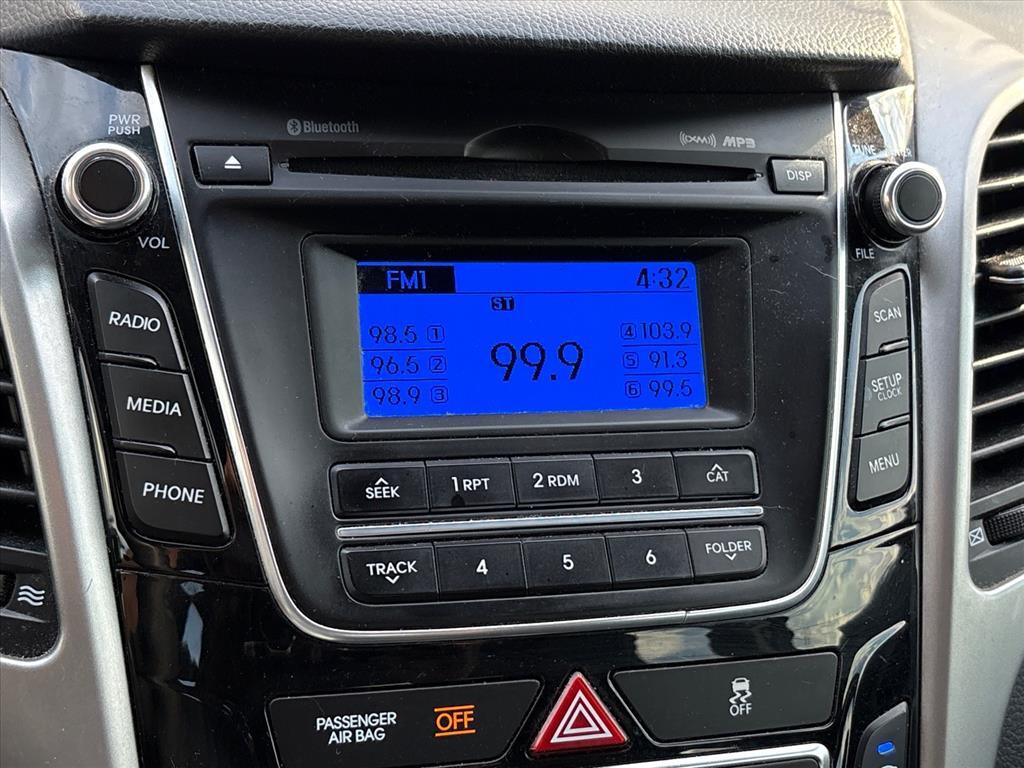 PWR
PUSH
Bluetooth
XM
MP3
DISP
TUNE
VOL
FILE
RADIO
MEDIA
PHONE
FM1 4:32
ST
98.5 1
96.5 2
98.9 3
99.9
4 103.9
5 91.3
6 99.5
SCAN
SETUP
CLOCK
MENU
SEEK 1 RPT 2 RDM 3 CAT
TRACK 4 5 6 FOLDER
PASSENGER
AIR BAG
OFF
OFF